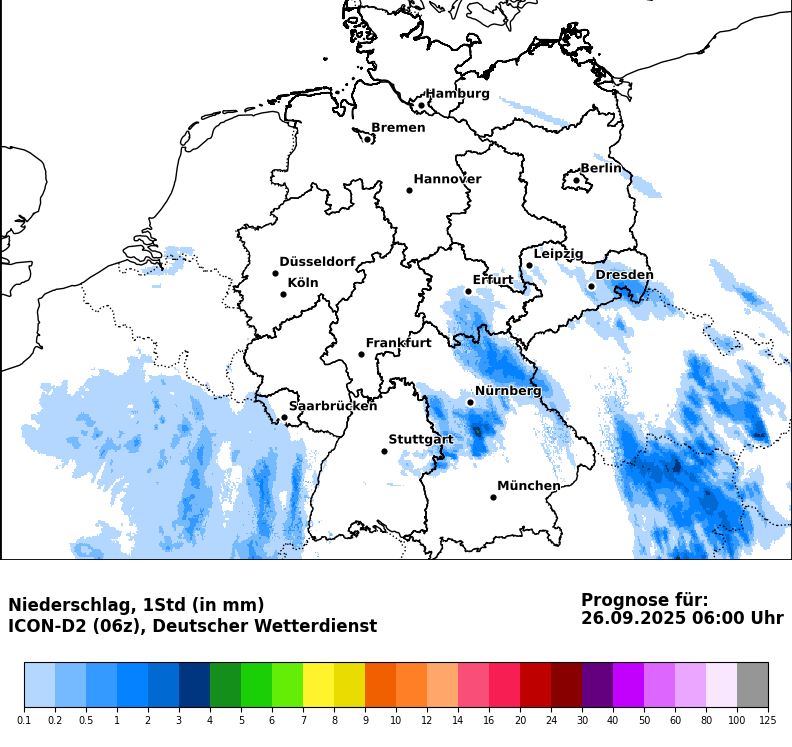 Hamburg
Bremen
Berlin
Hannover
Leipzig
Düsseldorf
Dresden
Köln
Erfurt
Frankfurt
Nürnberg
Saarbrücken
Stuttgart
München
Niederschlag, 1Std (in mm)
ICON-D2 (06z), Deutscher Wetterdienst
Prognose für:
26.09.2025 06:00 Uhr
0.1 0.2 0.5 1 2 3 4 5 6 7 8 9 10 12 14 16 20 24 30 40 50 60 80 100 125